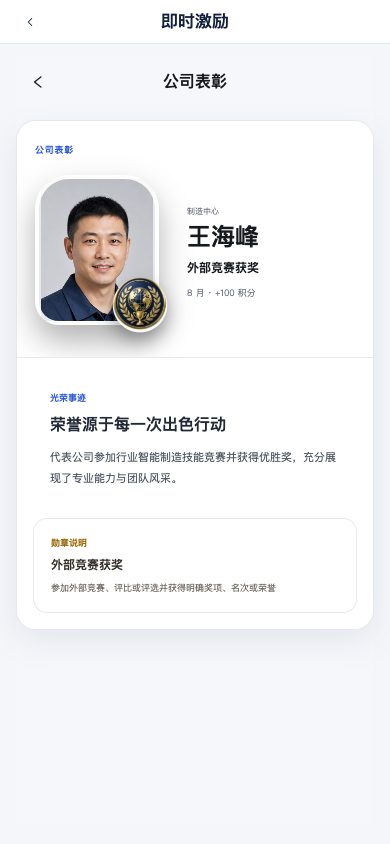 即时激励
公司表彰
公司表彰
制造中心
王海峰
外部竞赛获奖
8 月 · +100 积分
光荣事迹
荣誉源于每一次出色行动
代表公司参加行业智能制造技能竞赛并获得优胜奖，充分展
现了专业能力与团队风采。
勋章说明
外部竞赛获奖
参加外部竞赛、评比或评选并获得明确奖项、名次或荣誉